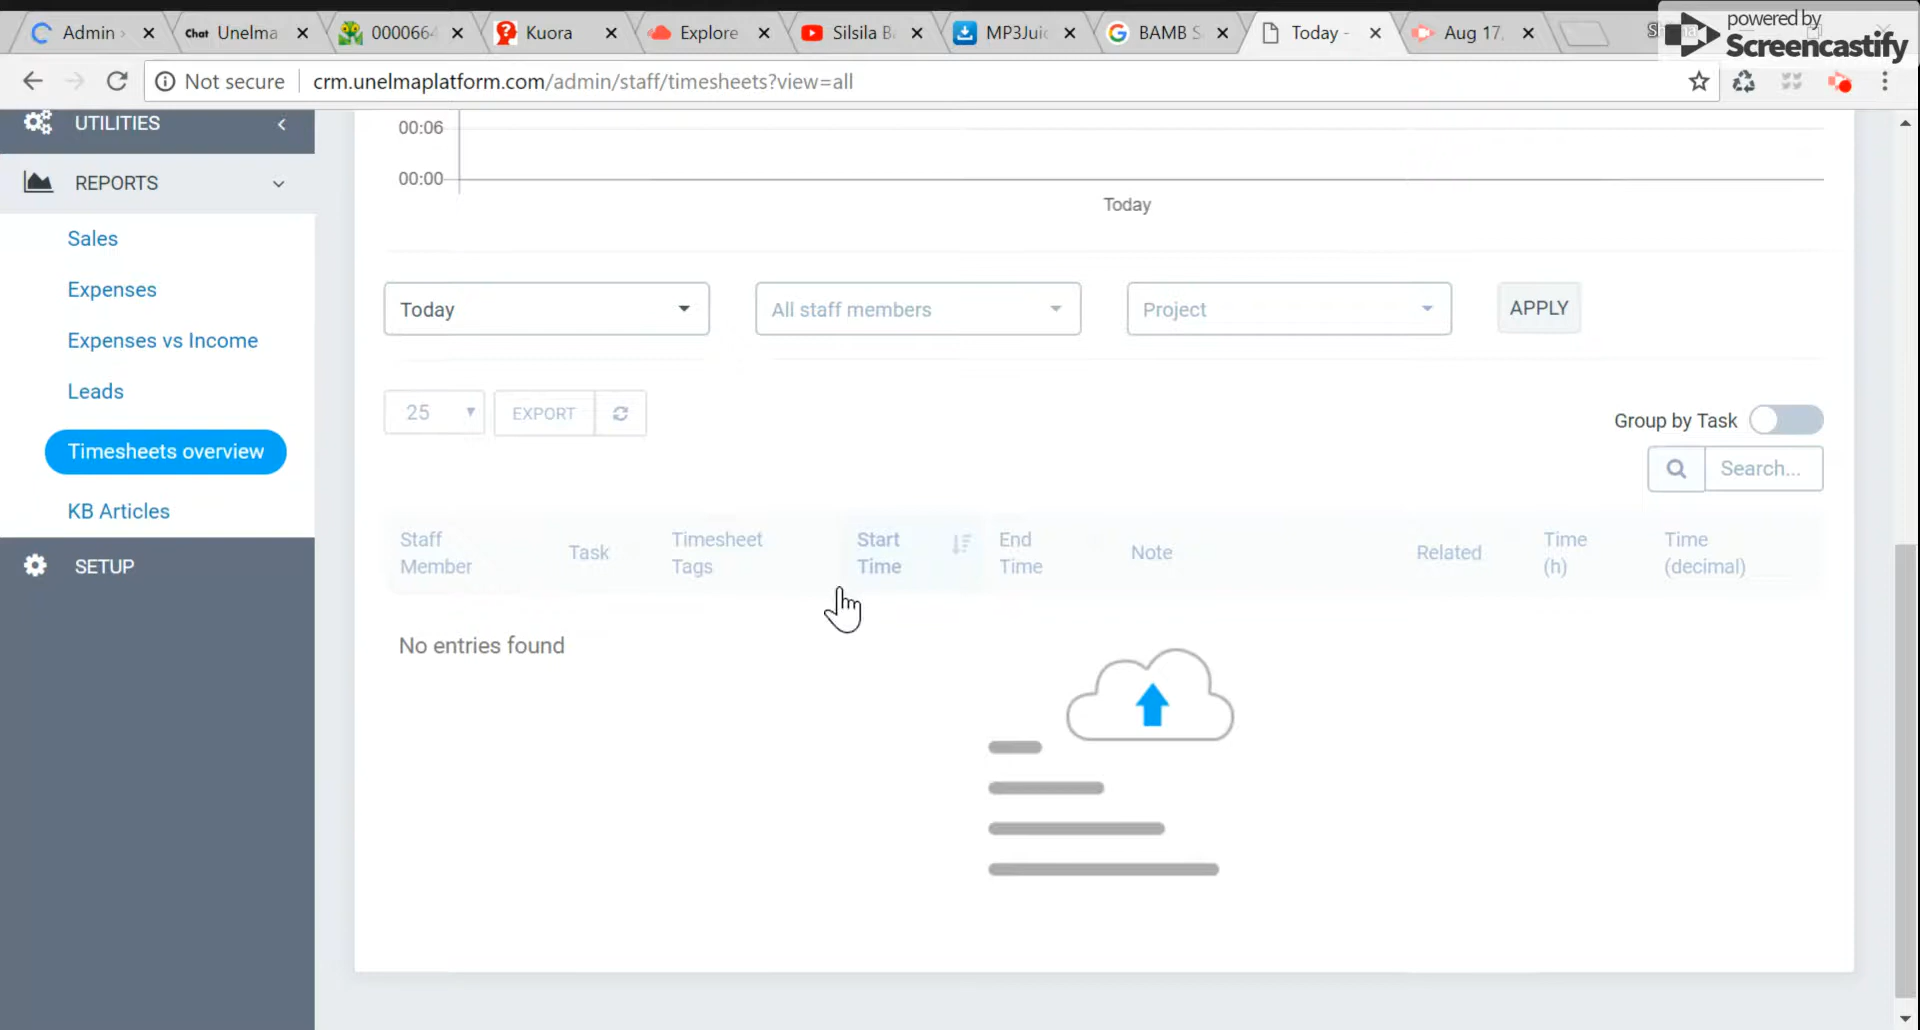 Admin
Chat Unelma
0000664
Kuora
Explore
Silsila B
MP3Juic
BAMB S
Today -
Aug 17,
powered by
Screencastify
Not secure
crm.unelmaplatform.com/admin/staff/timesheets?view=all
UTILITIES
REPORTS
Sales
Expenses
Expenses vs Income
Leads
Timesheets overview
KB Articles
SETUP
00:06
00:00
Today
Today
All staff members
Project
APPLY
25
EXPORT
Group by Task
Search...
Staff
Member
Task
Timesheet
Tags
Start
Time
End
Time
Note
Related
Time
(h)
Time
(decimal)
No entries found